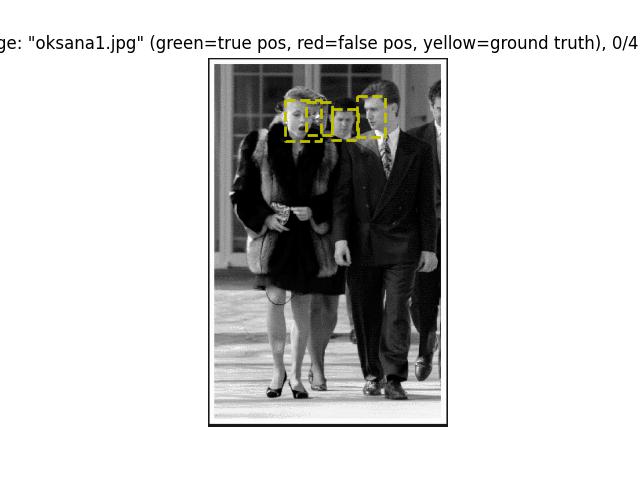 ge: "oksana1.jpg" (green=true pos, red=false pos, yellow=ground truth), 0/4